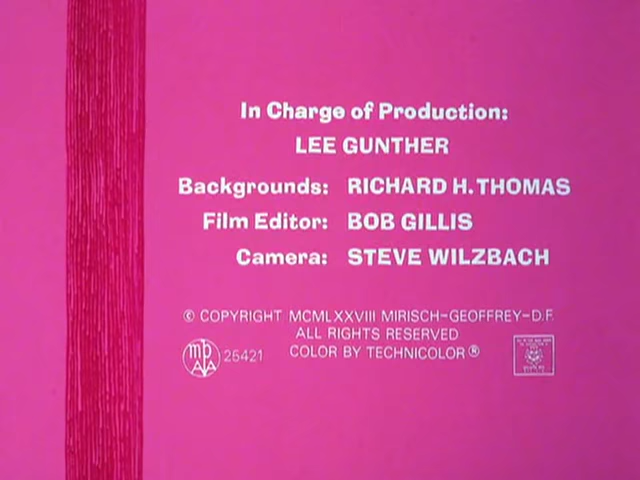 In Charge of Production:
LEE GUNTHER
Backgrounds: RICHARD H. THOMAS
Film Editor: BOB GILLIS
Camera: STEVE WILZBACH
© COPYRIGHT MCMLXXVIII MIRISCH-GEOFFREY-D.F.
ALL RIGHTS RESERVED
COLOR BY TECHNICOLOR®
mpAA 25421